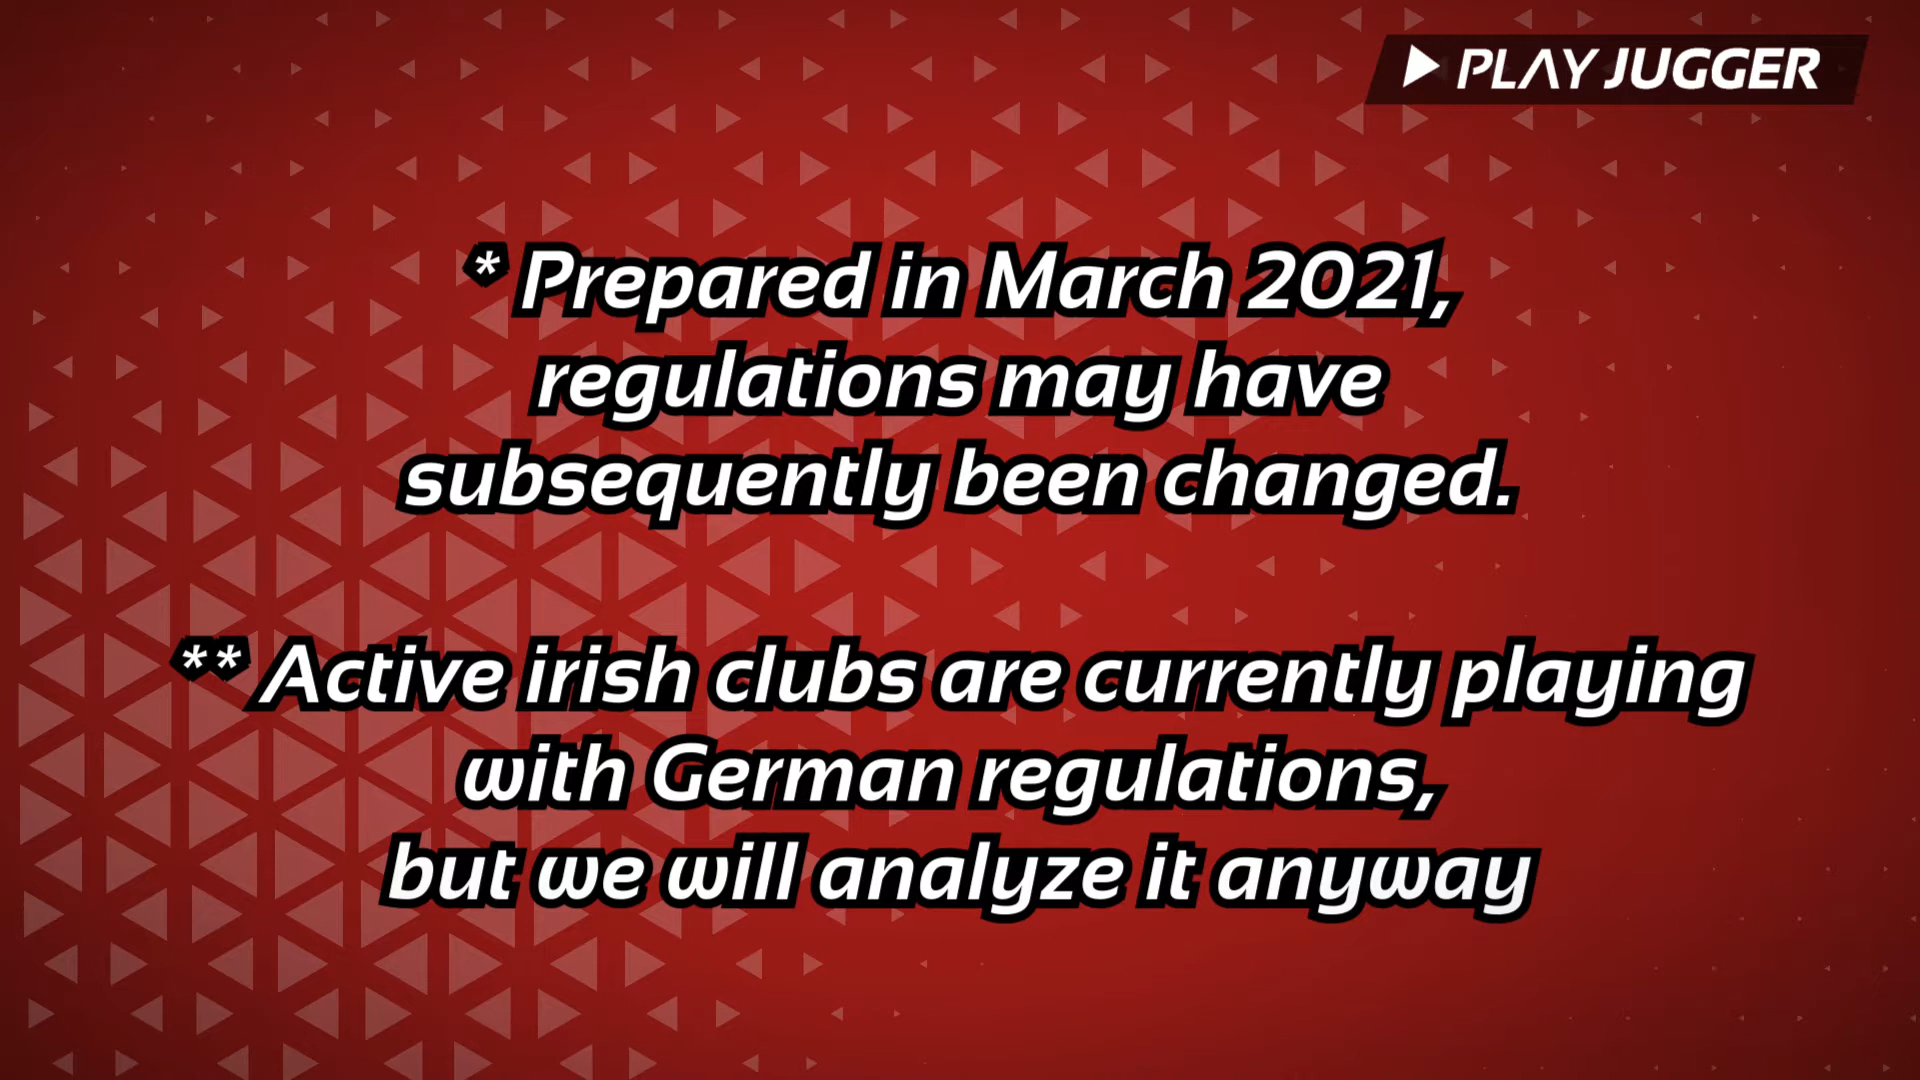 PLAY JUGGER
* Prepared in March 2021,
regulations may have
subsequently been changed.
** Active irish clubs are currently playing
with German regulations,
but we will analyze it anyway